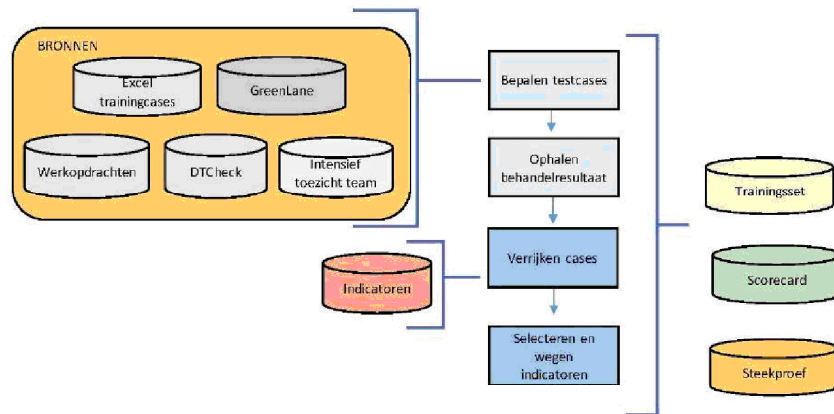 BRONNEN
Excel
trainingcases
GreenLane
Werkopdrachten
DTCheck
Intensief
toezicht team
Bepalen testcases
Ophalen
behandelresultaat
Indicatoren
Verrijken cases
Selecteren en
wegen
indicatoren
Trainingsset
Scorecard
Steekproef